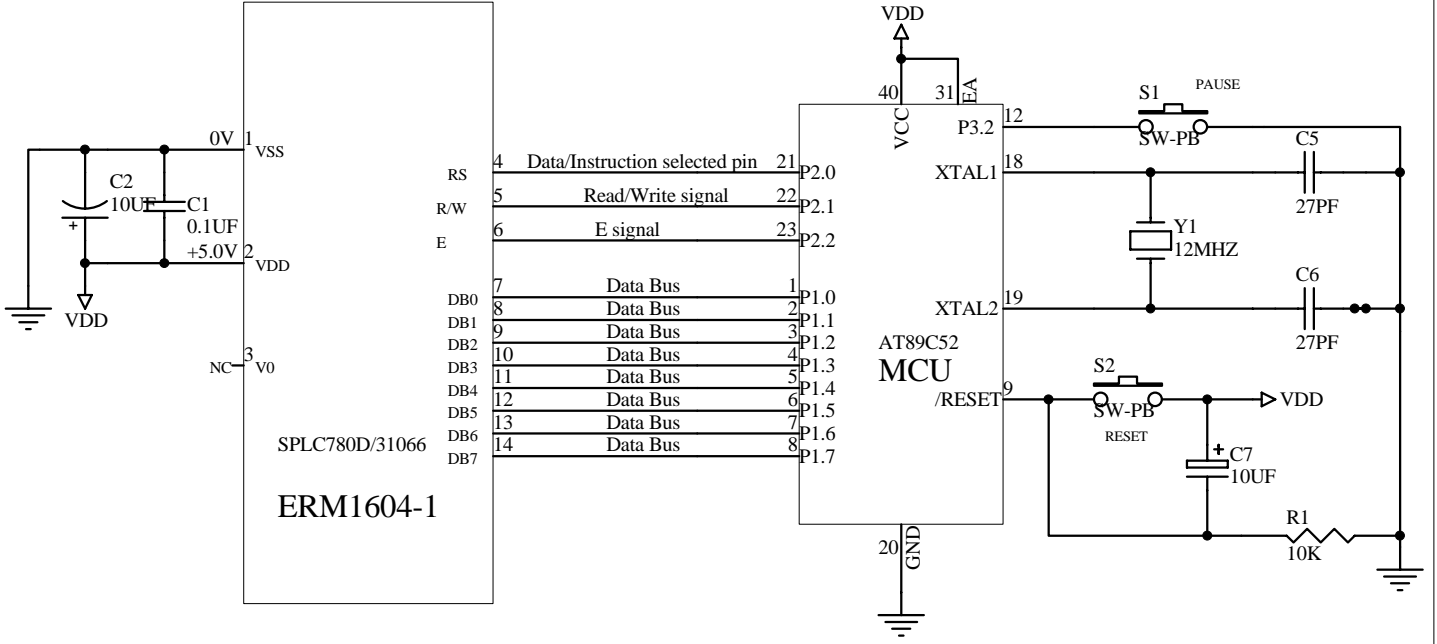 VDD
40
31
VCC
EA
0V
1
VSS
C2
10UF
+
C1
0.1UF
+5.0V
2
VDD
VDD
NC
3
V0
SPLC780D/31066
ERM1604-1
RS
4
Data/Instruction selected pin
21
P2.0
R/W
5
Read/Write signal
22
P2.1
E
6
E signal
23
P2.2
DB0
7
Data Bus
1
P1.0
DB1
8
Data Bus
2
P1.1
DB2
9
Data Bus
3
P1.2
DB3
10
Data Bus
4
P1.3
DB4
11
Data Bus
5
P1.4
DB5
12
Data Bus
6
P1.5
DB6
13
Data Bus
7
P1.6
DB7
14
Data Bus
8
P1.7
AT89C52
MCU
20
GND
P3.2
12
S1
PAUSE
SW-PB
XTAL1
18
C5
27PF
Y1
12MHZ
XTAL2
19
C6
27PF
/RESET
9
S2
SW-PB
RESET
VDD
+
C7
10UF
R1
10K